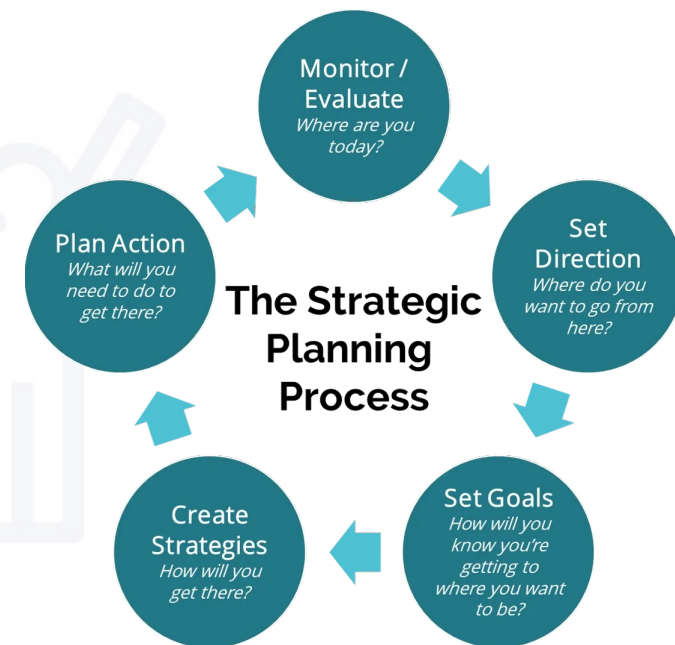 Monitor /
Evaluate
Where are you
today?
Set
Direction
Where do you
want to go from
here?
Set Goals
How will you
know you're
getting to
where you want
to be?
Create
Strategies
How will you
get there?
Plan Action
What will you
need to do to
get there?
The Strategic
Planning
Process